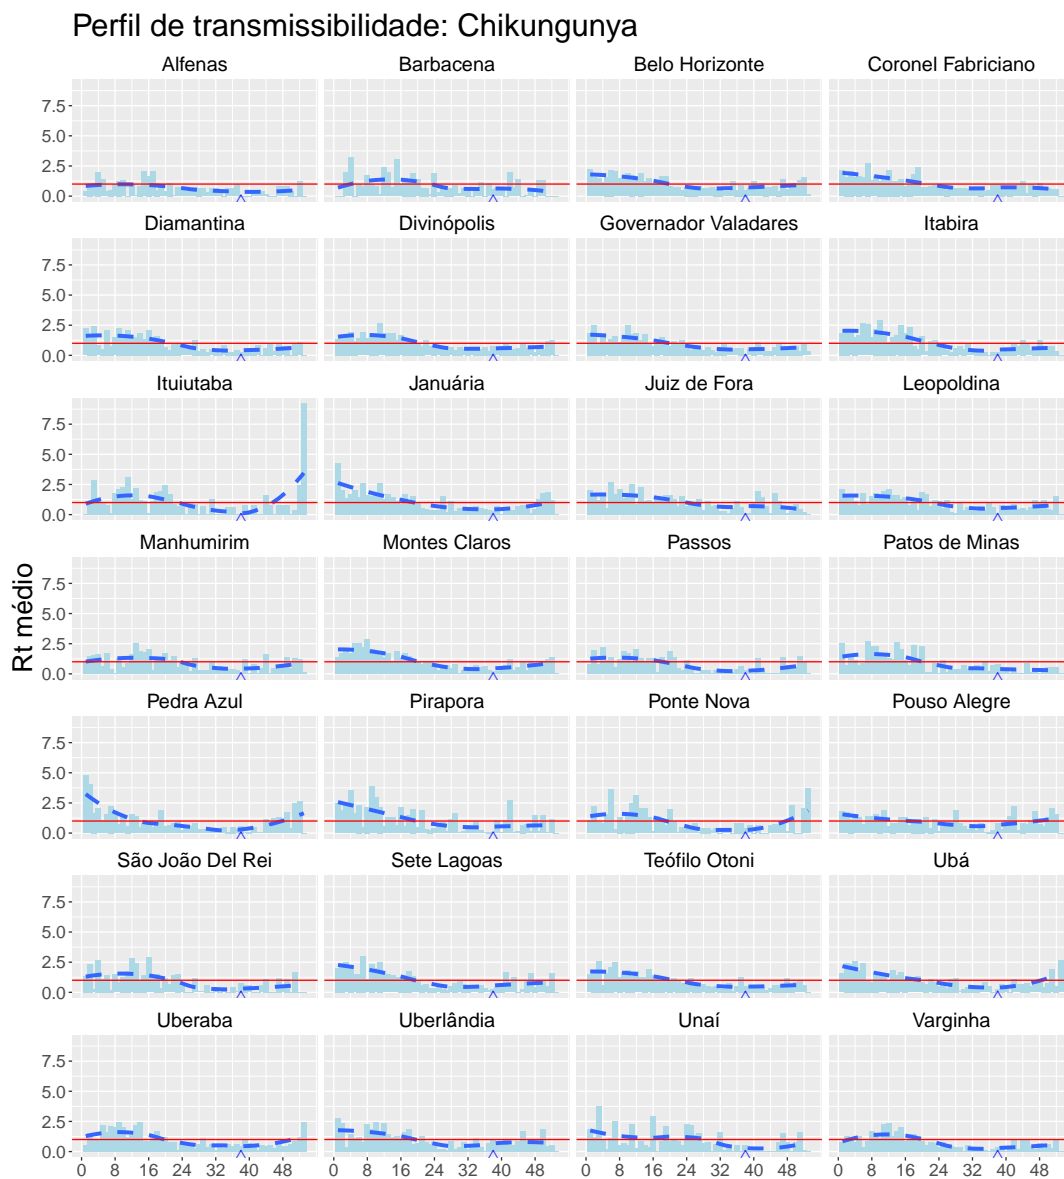 Perfil de transmissibilidade: Chikungunya
Alfenas Barbacena Belo Horizonte Coronel Fabriciano
7.5
5.0
2.5
0.0
Diamantina Divinópolis Governador Valadares Itabira
7.5
5.0
2.5
0.0
Ituiutaba Januária Juiz de Fora Leopoldina
7.5
5.0
2.5
0.0
Manhumirim Montes Claros Passos Patos de Minas
Rt médio
7.5
5.0
2.5
0.0
Pedra Azul Pirapora Ponte Nova Pouso Alegre
7.5
5.0
2.5
0.0
São João Del Rei Sete Lagoas Teófilo Otoni Ubá
7.5
5.0
2.5
0.0
Uberaba Uberlândia Unaí Varginha
7.5
5.0
2.5
0.0
0 8 16 24 32 40 48 0 8 16 24 32 40 48 0 8 16 24 32 40 48 0 8 16 24 32 40 48